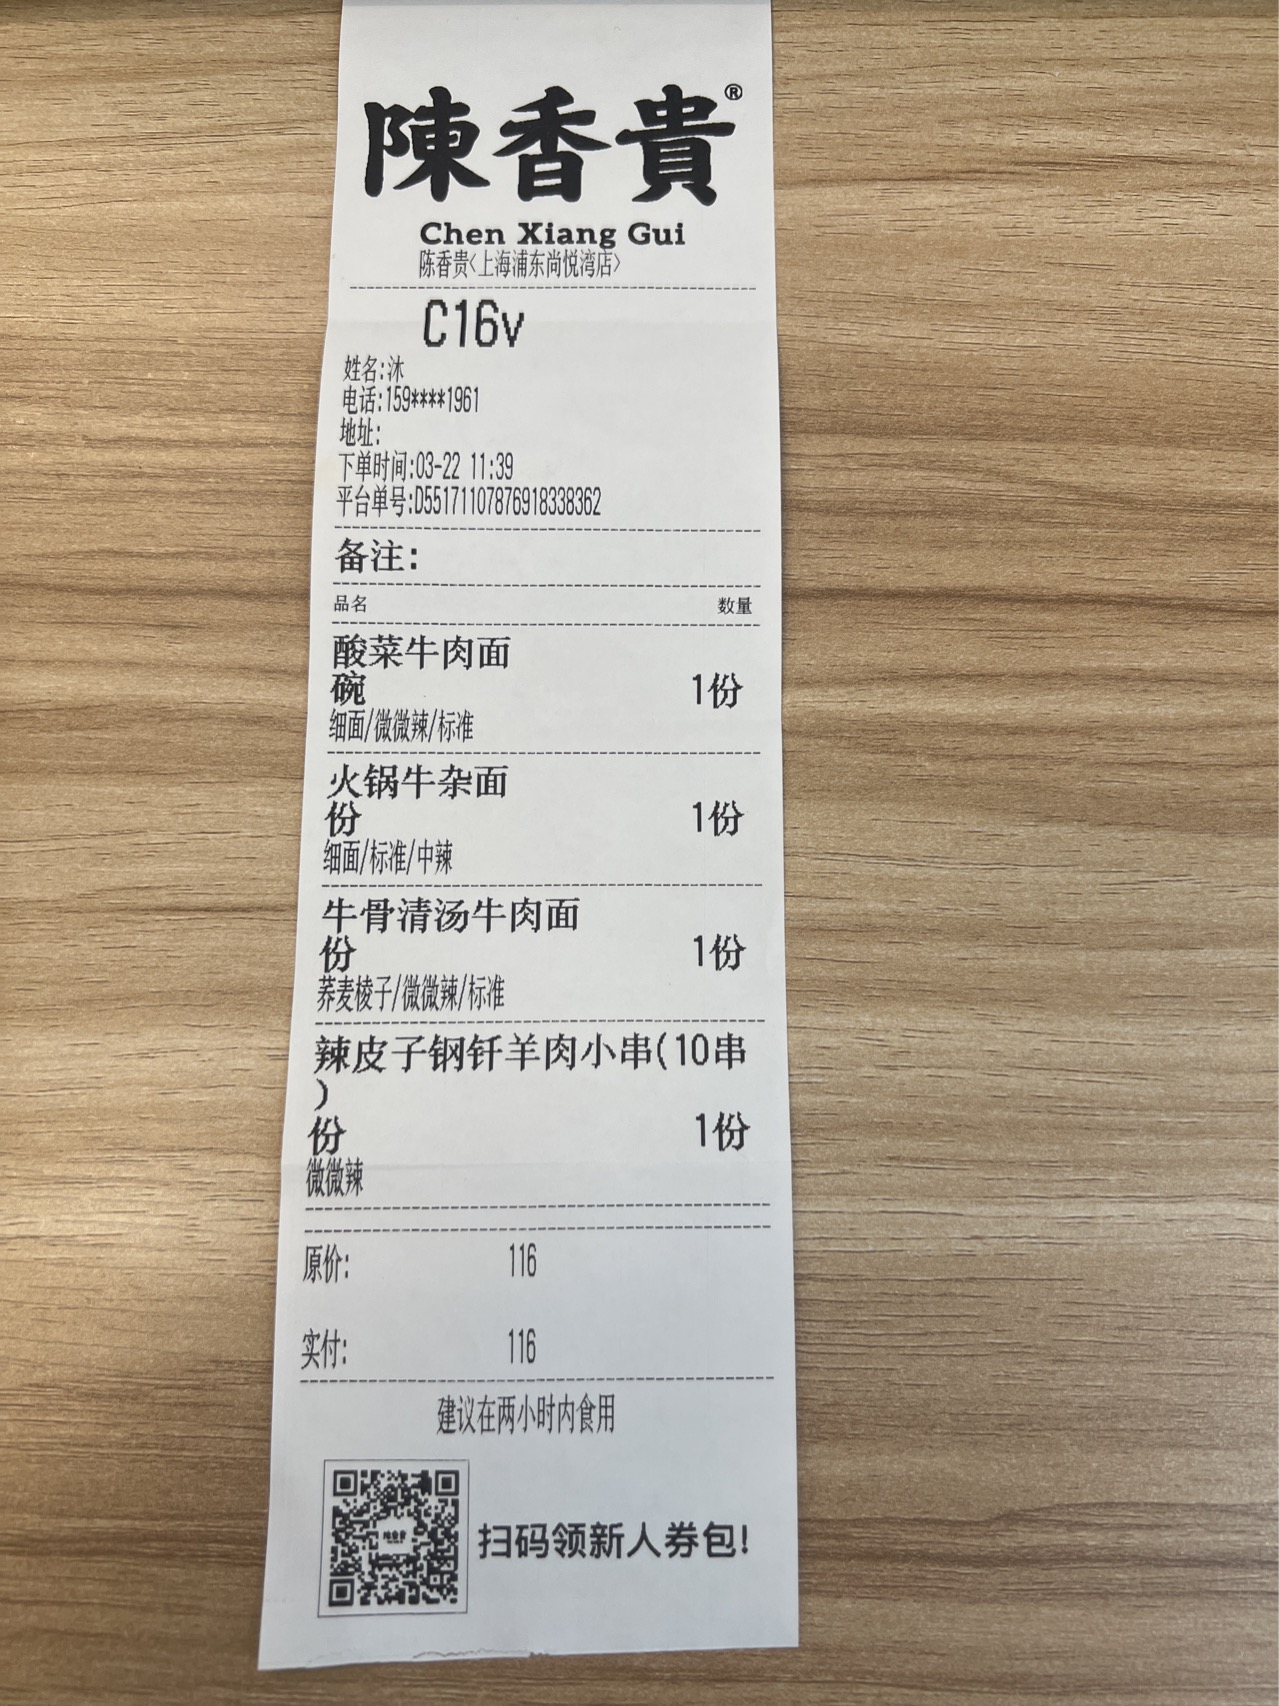 陳香貴®
Chen Xiang Gui
陈香贵<上海浦东尚悦湾店>
C16v
姓名:沐
电话:159****1961
地址:
下单时间:03-22 11:39
平台单号:D55171107876918338362
备注:
品名 数量
酸菜牛肉面
碗 1份
细面/微微辣/标准
火锅牛杂面
份 1份
细面/标准/中辣
牛骨清汤牛肉面
份 1份
荞麦棱子/微微辣/标准
辣皮子钢钎羊肉小串(10串
)
份 1份
微微辣
原价: 116
实付: 116
建议在两小时内食用
扫码领新人券包!